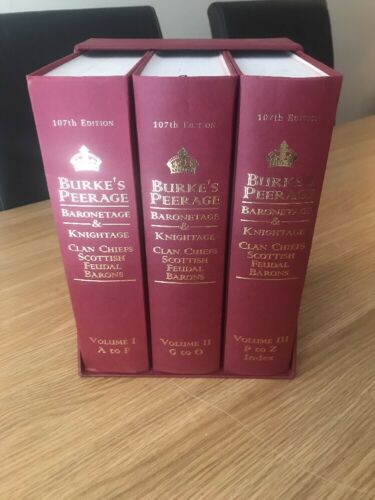 107th Edition
Burke's
Peerage
Baronetage
&
Knightage
Clan Chiefs
Scottish
Feudal
Barons
Volume I
A to F
107th Edition
Burke's
Peerage
Baronetage
&
Knightage
Clan Chiefs
Scottish
Feudal
Barons
Volume II
G to O
107th Edition
Burke's
Peerage
Baronetage
&
Knightage
Clan Chiefs
Scottish
Feudal
Barons
Volume III
P to Z
Index